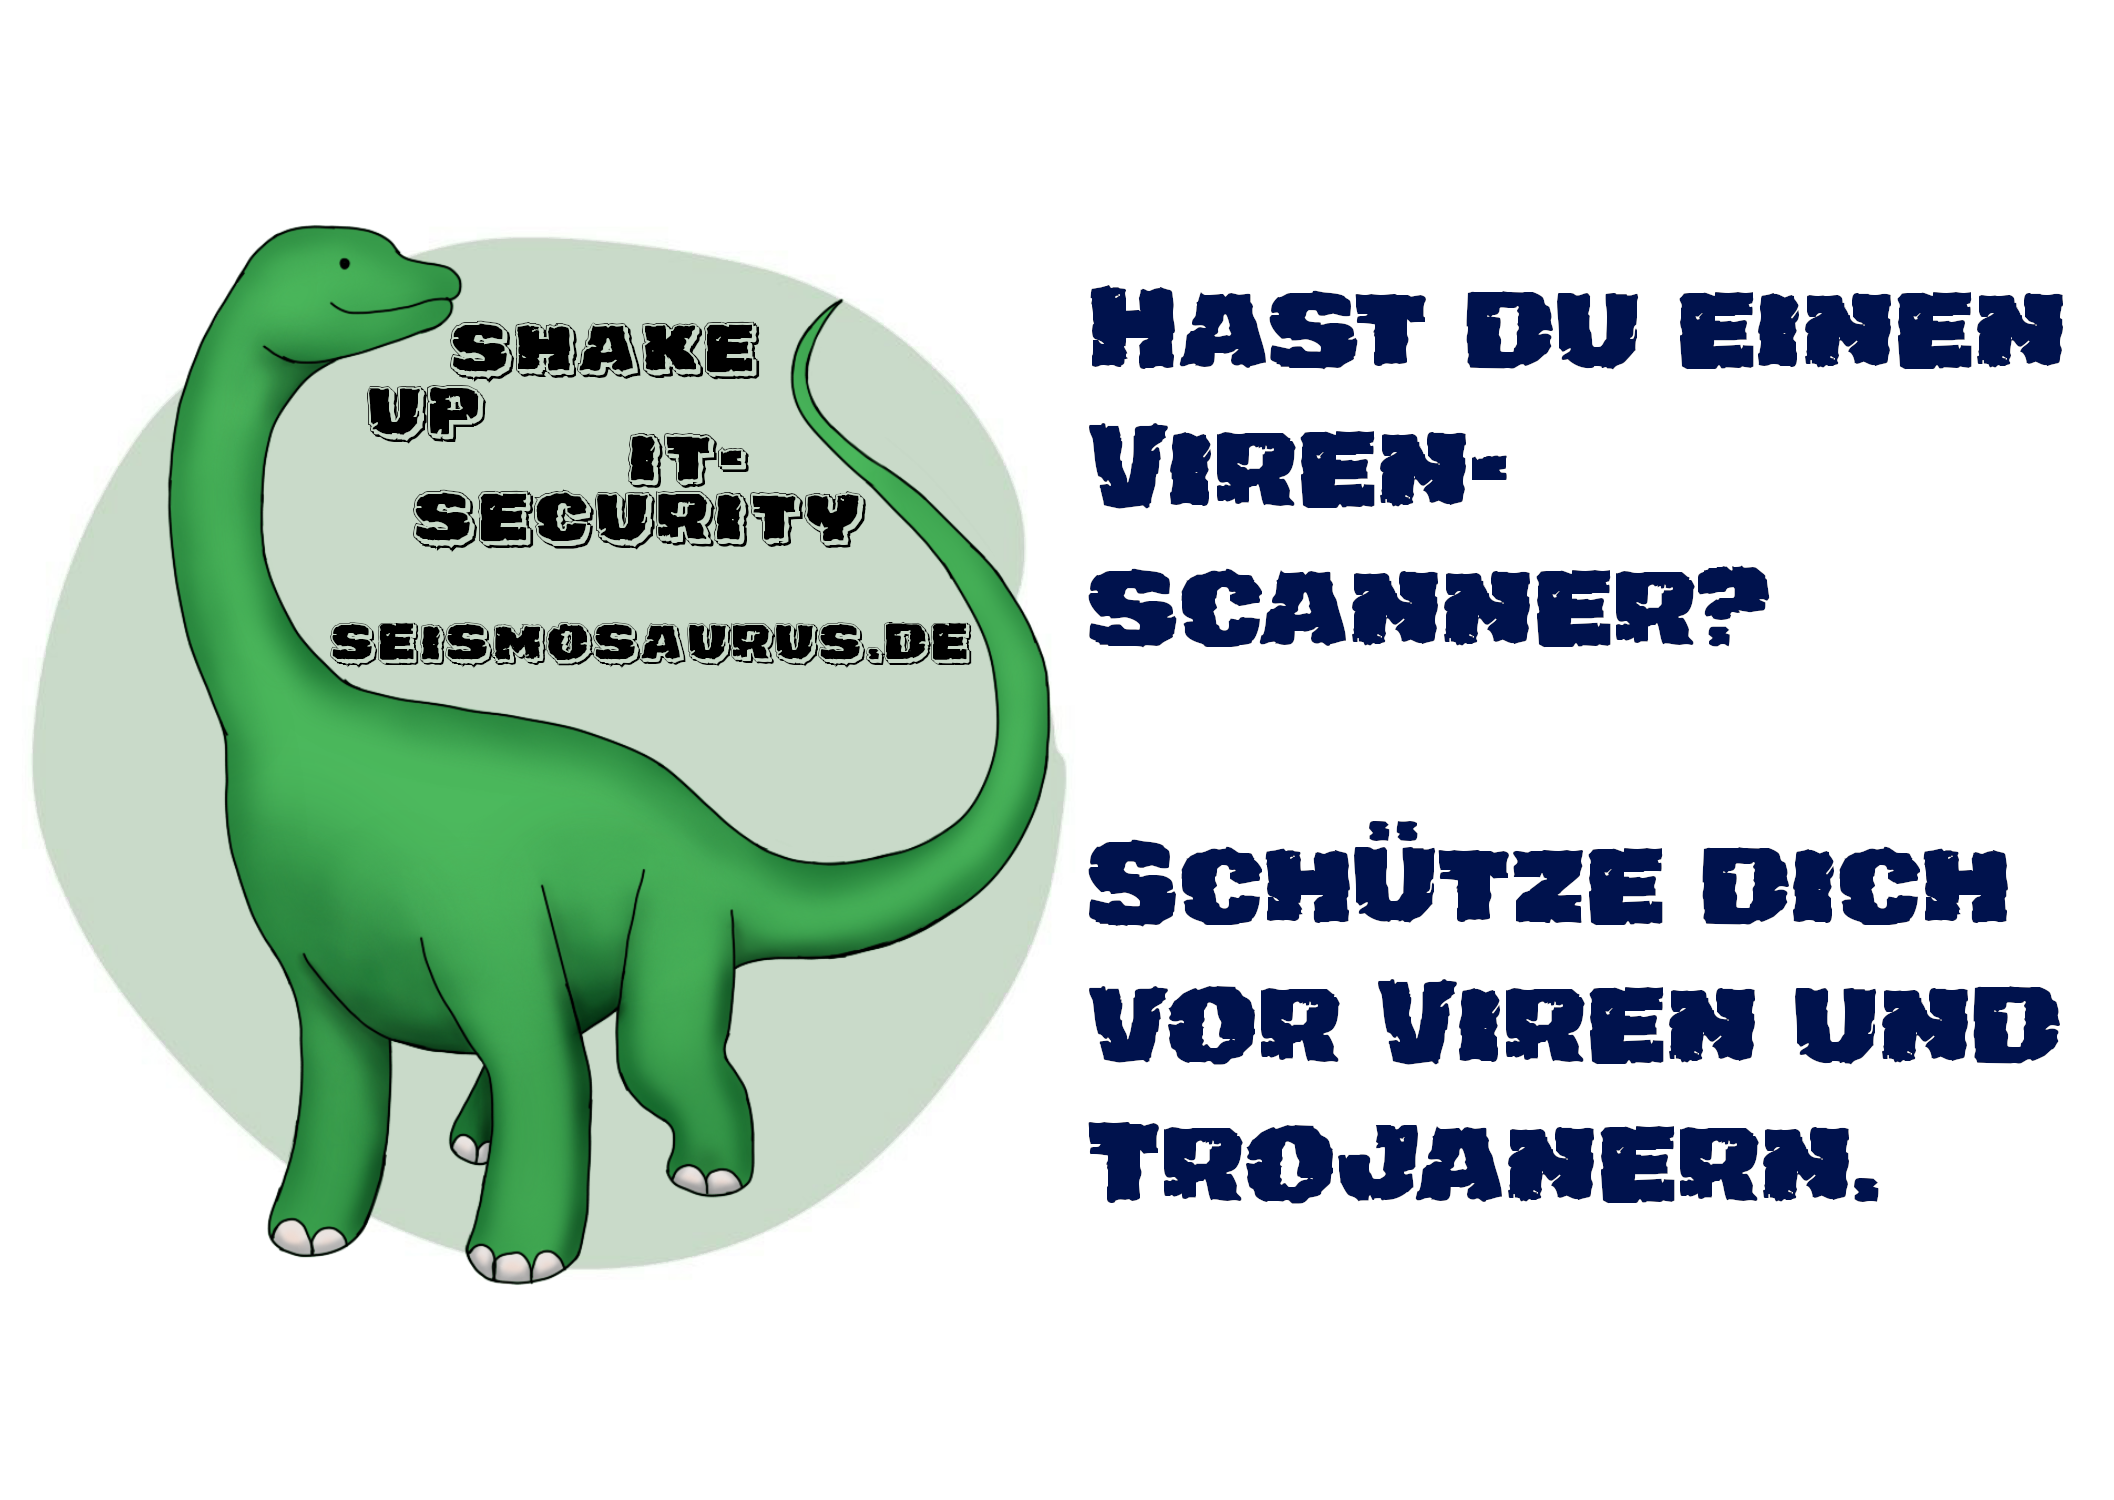 SHAKE
UP
IT-
SECURITY
SEISMOSAURUS.DE
HAST DU EINEN
VIREN-
SCANNER?
SCHÜTZE DICH
VOR VIREN UND
TROJANERN.